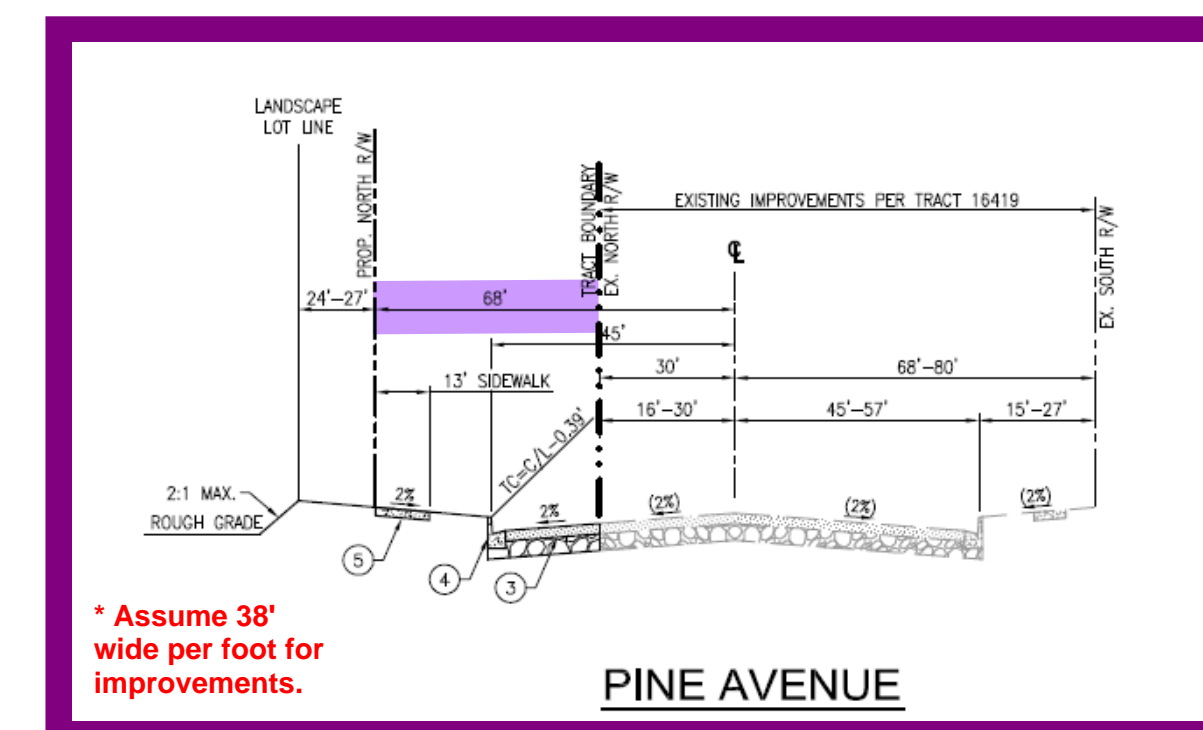 LANDSCAPE
LOT LINE
PROP. NORTH R/W
TRACT BOUNDARY
EX. NORTH R/W
EXISTING IMPROVEMENTS PER TRACT 16419
EX. SOUTH R/W
℄
24'-27'
68'
45'
30'
68'-80'
13' SIDEWALK
16'-30'
45'-57'
15'-27'
TC=C/L-0.39'
2:1 MAX.
ROUGH GRADE
2%
2%
(2%)
(2%)
(2%)
5
4
3
* Assume 38'
wide per foot for
improvements.
PINE AVENUE